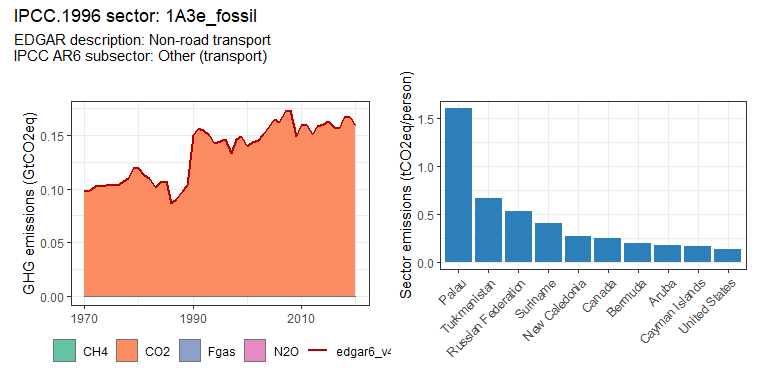 IPCC.1996 sector: 1A3e_fossil
EDGAR description: Non-road transport
IPCC AR6 subsector: Other (transport)
GHG emissions (GtCO2eq)
0.15
0.10
0.05
0.00
1970
1990
2010
CH4
CO2
Fgas
N2O
edgar6_v4
Sector emissions (tCO2eq/person)
1.5
1.0
0.5
0.0
Palau
Turkmenistan
Russian Federation
Suriname
New Caledonia
Canada
Bermuda
Aruba
Cayman Islands
United States